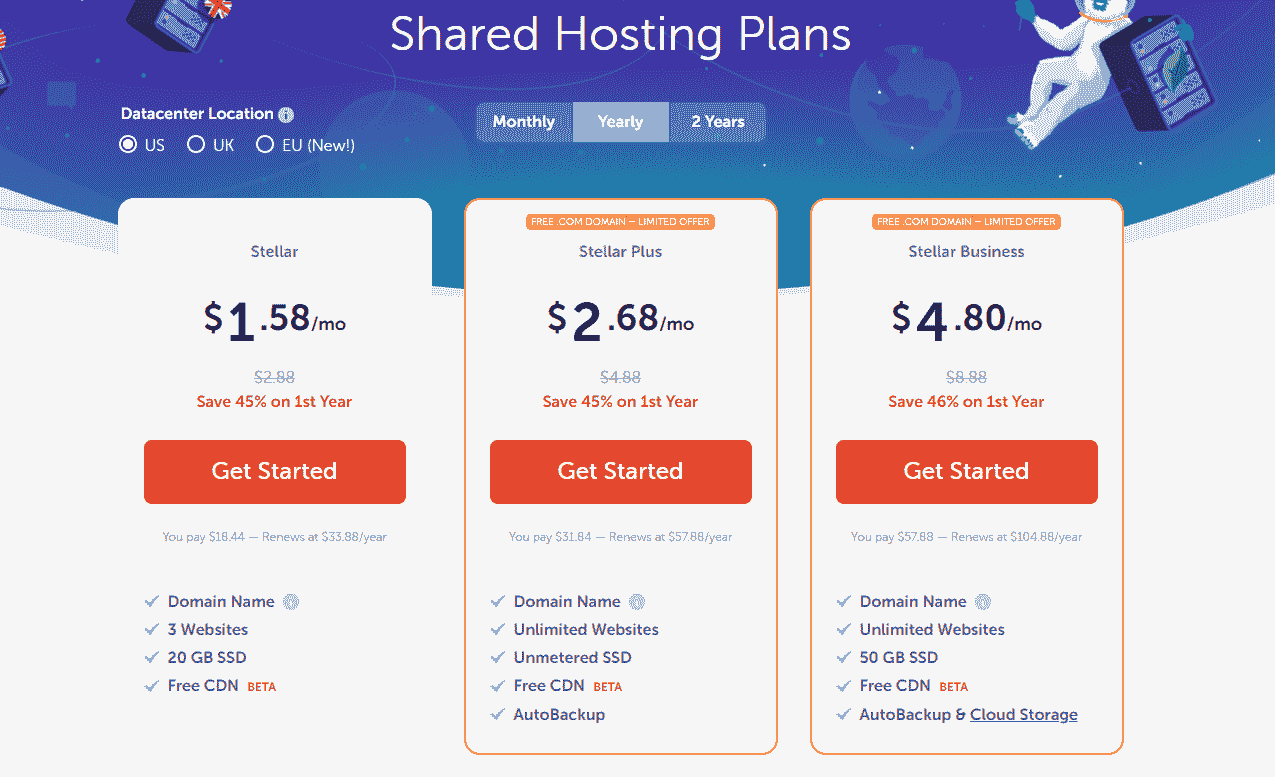 Shared Hosting Plans
Datacenter Location
US UK EU (New!)
Monthly Yearly 2 Years
Stellar
$1.58/mo
$2.88
Save 45% on 1st Year
Get Started
You pay $18.44 — Renews at $33.88/year
Domain Name
3 Websites
20 GB SSD
Free CDN BETA
FREE .COM DOMAIN – LIMITED OFFER
Stellar Plus
$2.68/mo
$4.88
Save 45% on 1st Year
Get Started
You pay $31.84 — Renews at $57.88/year
Domain Name
Unlimited Websites
Unmetered SSD
Free CDN BETA
AutoBackup
FREE .COM DOMAIN – LIMITED OFFER
Stellar Business
$4.80/mo
$8.88
Save 46% on 1st Year
Get Started
You pay $57.88 — Renews at $104.88/year
Domain Name
Unlimited Websites
50 GB SSD
Free CDN BETA
AutoBackup & Cloud Storage